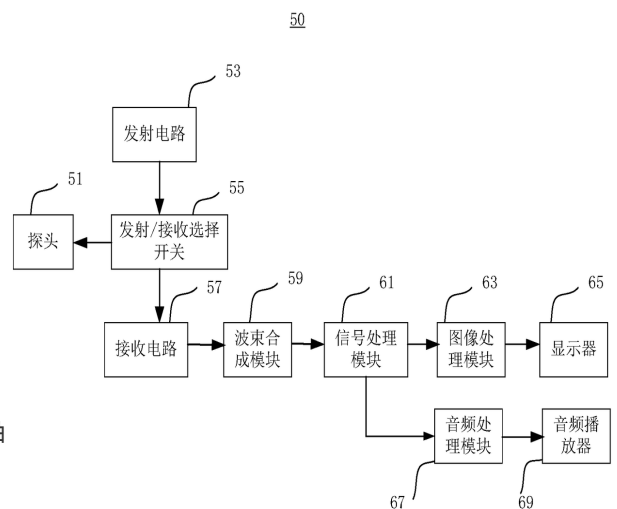 50
53
发射电路
51
55
探头
发射/接收选择
开关
57
59
61
63
65
接收电路
波束合
成模块
信号处理
模块
图像处
理模块
显示器
音频处
理模块
音频播
放器
67
69